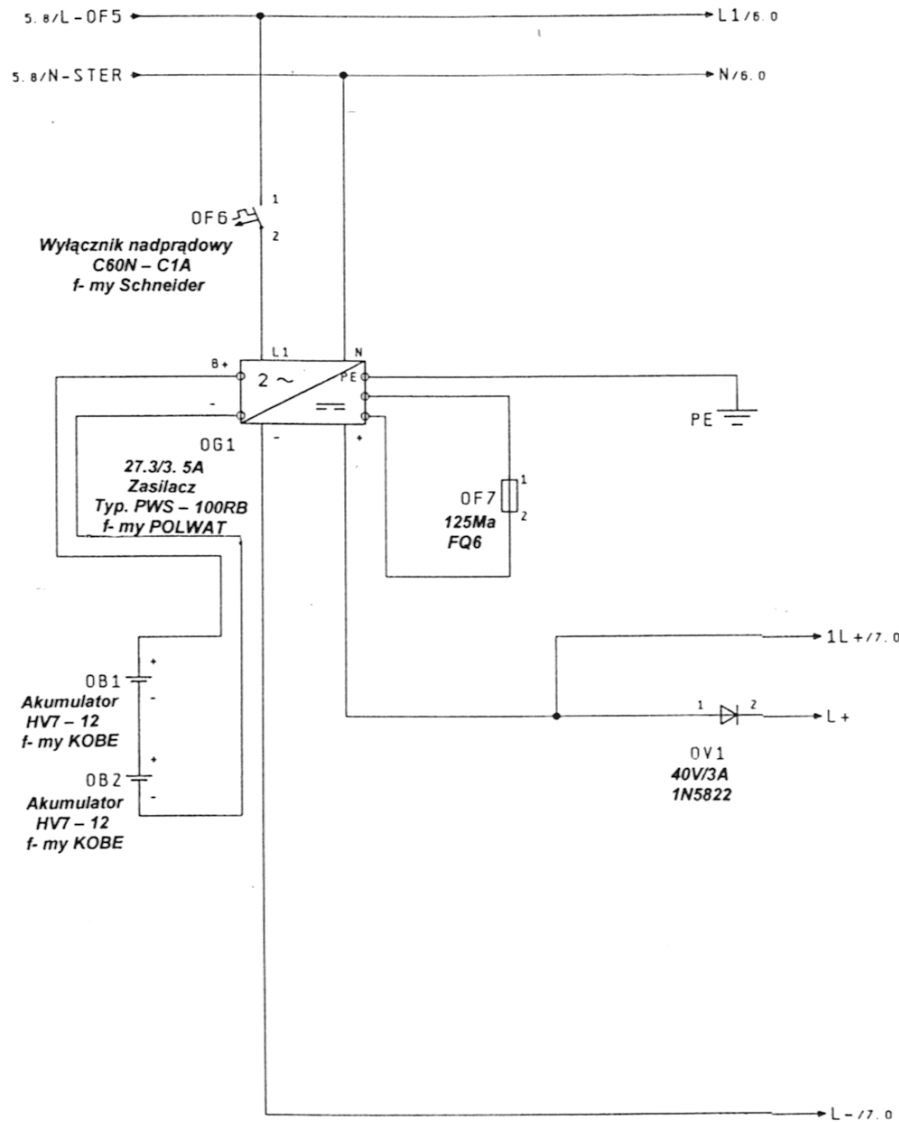 5.8/L-0F5
L1/6.0
5.8/N-STER
N/6.0
1
0F6
2
Wyłącznik nadprądowy
C60N – C1A
f- my Schneider
L1
N
B+
2 ~
PE
-
0G1
-
+
PE
27.3/3. 5A
Zasilacz
Typ. PWS – 100RB
f- my POLWAT
1
0F7
2
125Ma
FQ6
1L+/7.0
+
0B1
-
Akumulator
HV7 – 12
f- my KOBE
1
2
L+
0V1
40V/3A
1N5822
+
0B2
-
Akumulator
HV7 – 12
f- my KOBE
L-/7.0